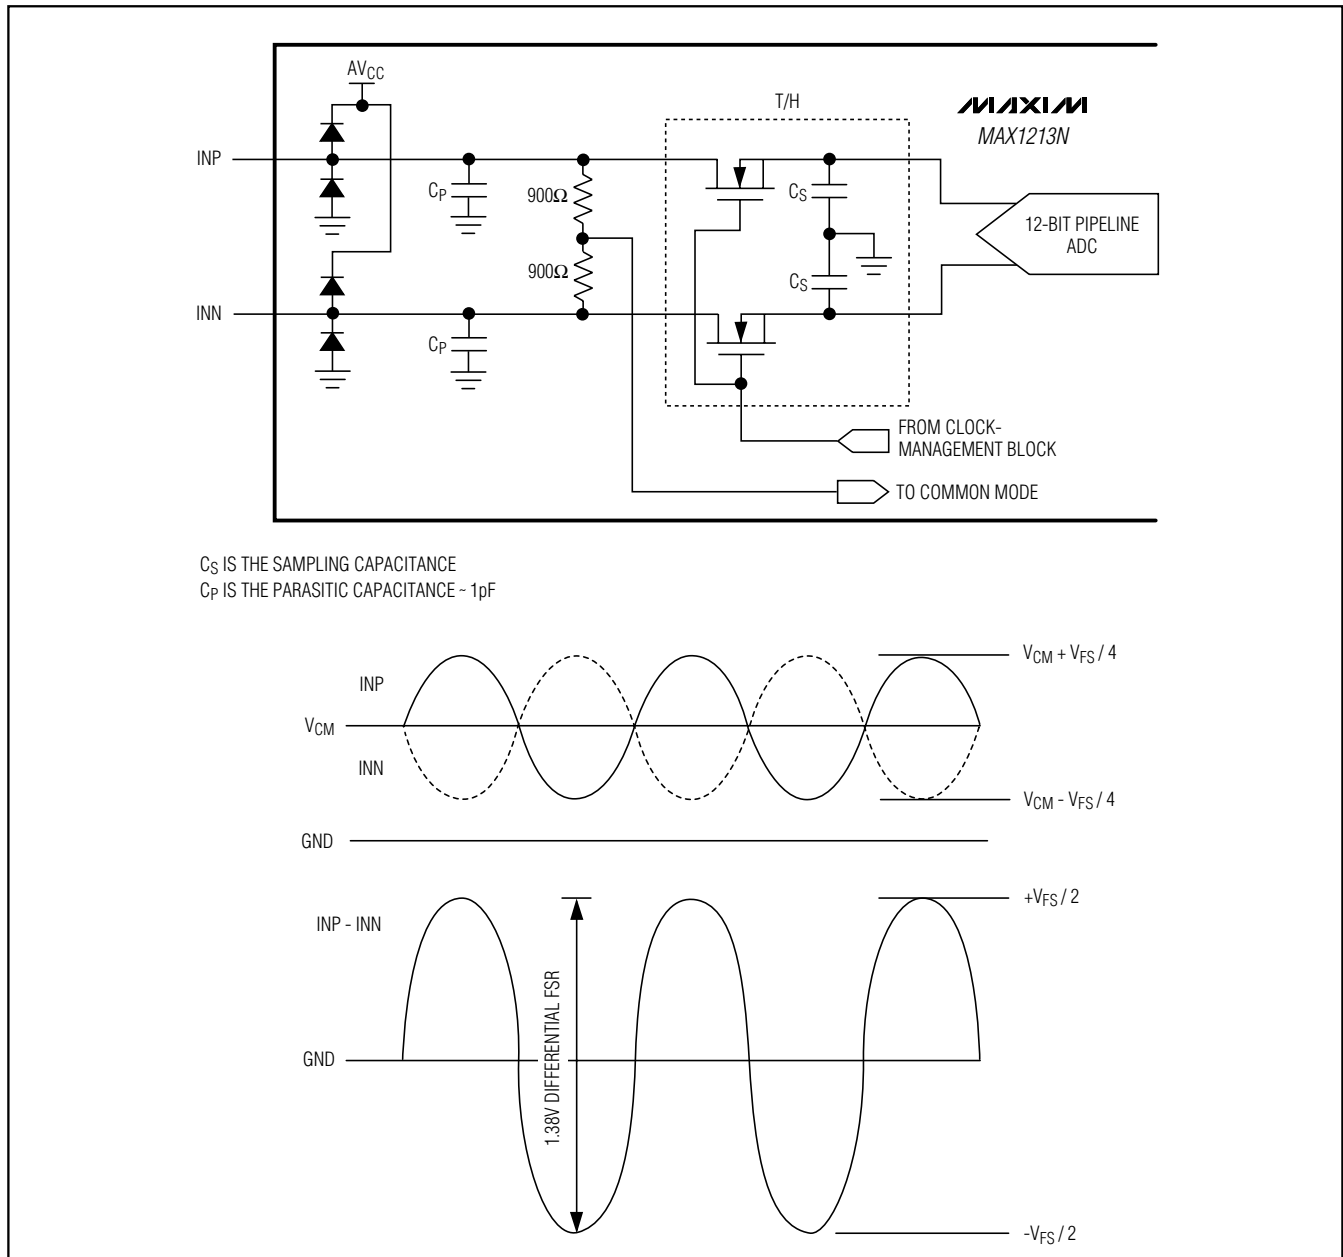 AVCC
T/H
MAXIM
MAX1213N
INP
CP
900Ω
CS
12-BIT PIPELINE
ADC
900Ω
CS
INN
CP
FROM CLOCK-
MANAGEMENT BLOCK
TO COMMON MODE
CS IS THE SAMPLING CAPACITANCE
CP IS THE PARASITIC CAPACITANCE ~ 1pF
VCM + VFS / 4
INP
VCM
INN
VCM - VFS / 4
GND
+VFS / 2
INP - INN
1.38V DIFFERENTIAL FSR
GND
-VFS / 2